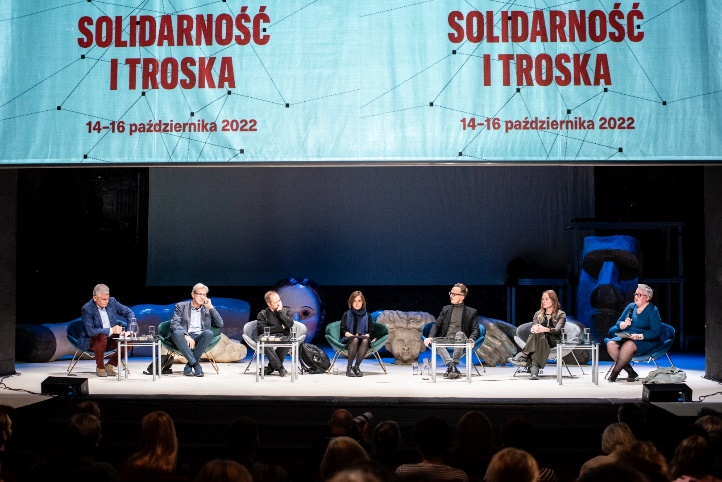 SOLIDARNOŚĆ
I TROSKA
14–16 października 2022
SOLIDARNOŚĆ
I TROSKA
14–16 października 2022